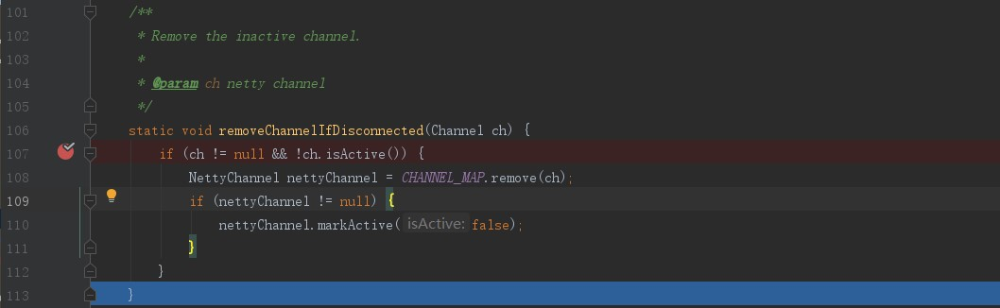 101 /**
102 * Remove the inactive channel.
103 *
104 * @param ch netty channel
105 */
106 static void removeChannelIfDisconnected(Channel ch) {
107 if (ch != null && !ch.isActive()) {
108 NettyChannel nettyChannel = CHANNEL_MAP.remove(ch);
109 if (nettyChannel != null) {
110 nettyChannel.markActive( isActive: false);
111 }
112 }
113 }